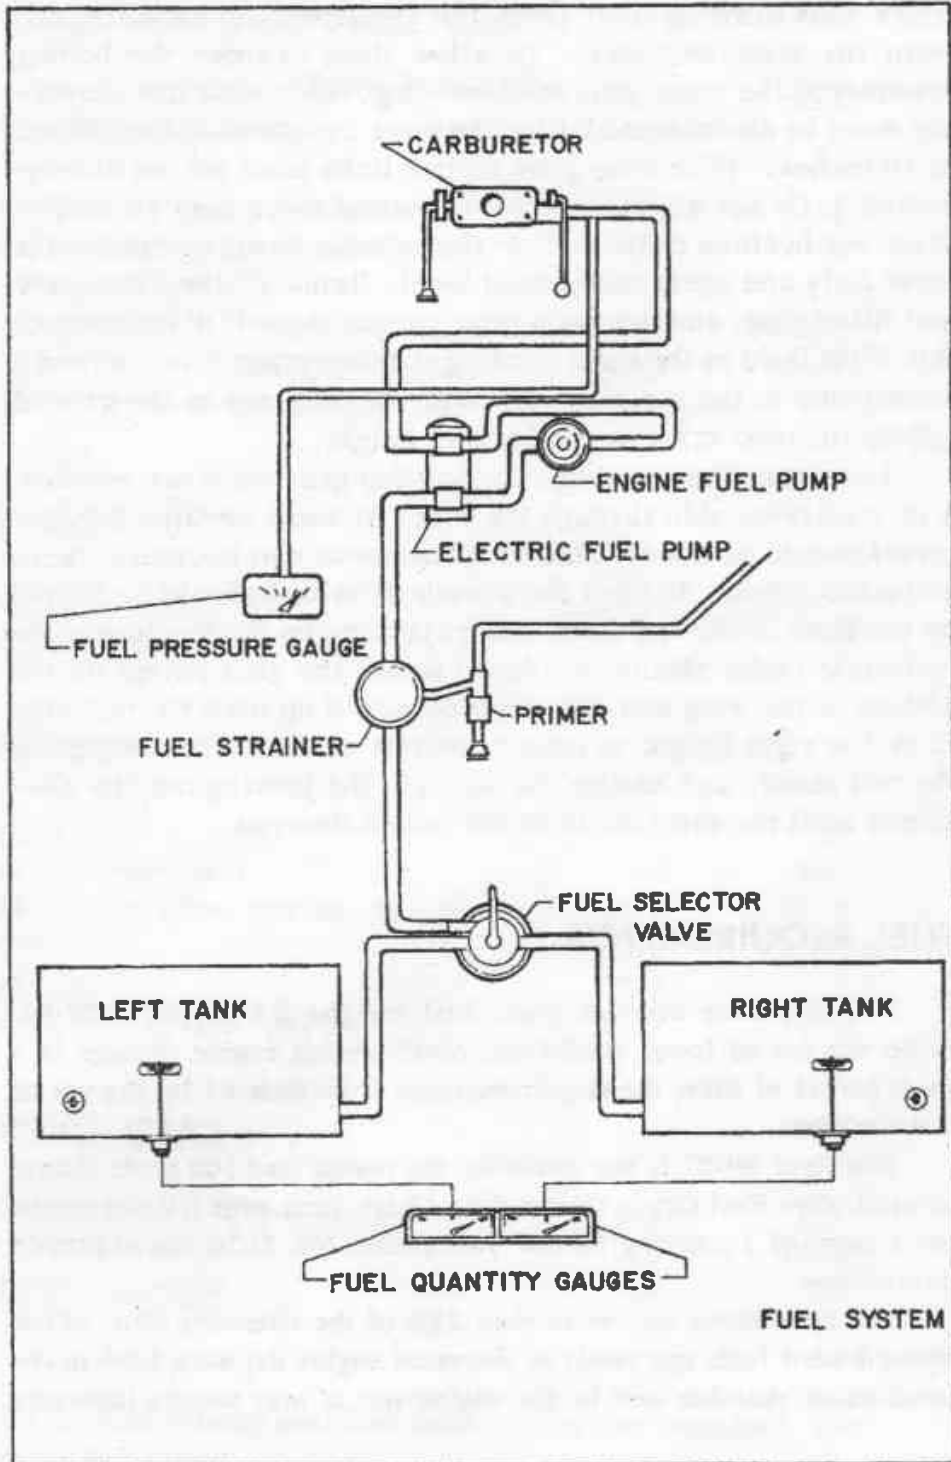 CARBURETOR
ENGINE FUEL PUMP
ELECTRIC FUEL PUMP
FUEL PRESSURE GAUGE
PRIMER
FUEL STRAINER
FUEL SELECTOR
VALVE
LEFT TANK
RIGHT TANK
FUEL QUANTITY GAUGES
FUEL SYSTEM